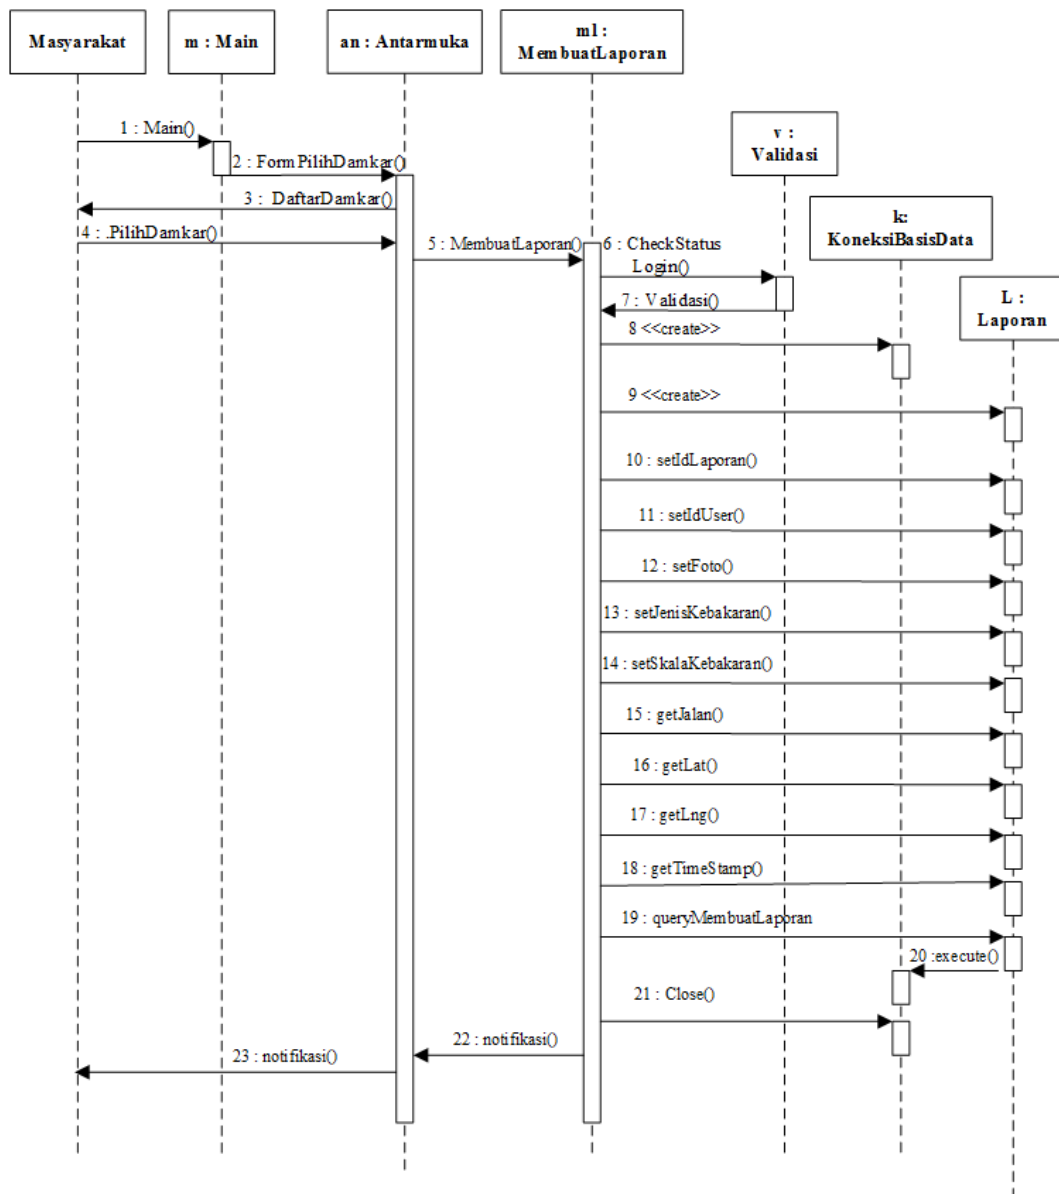 Masyarakat
m : Main
an : Antarmuka
ml :
MembuatLaporan
v :
Validasi
k:
KoneksiBasisData
L :
Laporan
1 : Main()
2 : FormPilihDamkar()
3 : DaftarDamkar()
4 : .PilihDamkar()
5 : MembuatLaporan()
6 : CheckStatus
Login()
7 : Validasi()
8 <<create>>
9 <<create>>
10 : setIdLaporan()
11 : setIdUser()
12 : setFoto()
13 : setJenisKebakaran()
14 : setSkalaKebakaran()
15 : getJalan()
16 : getLat()
17 : getLng()
18 : getTimeStamp()
19 : queryMembuatLaporan
20 :execute()
21 : Close()
22 : notifikasi()
23 : notifikasi()